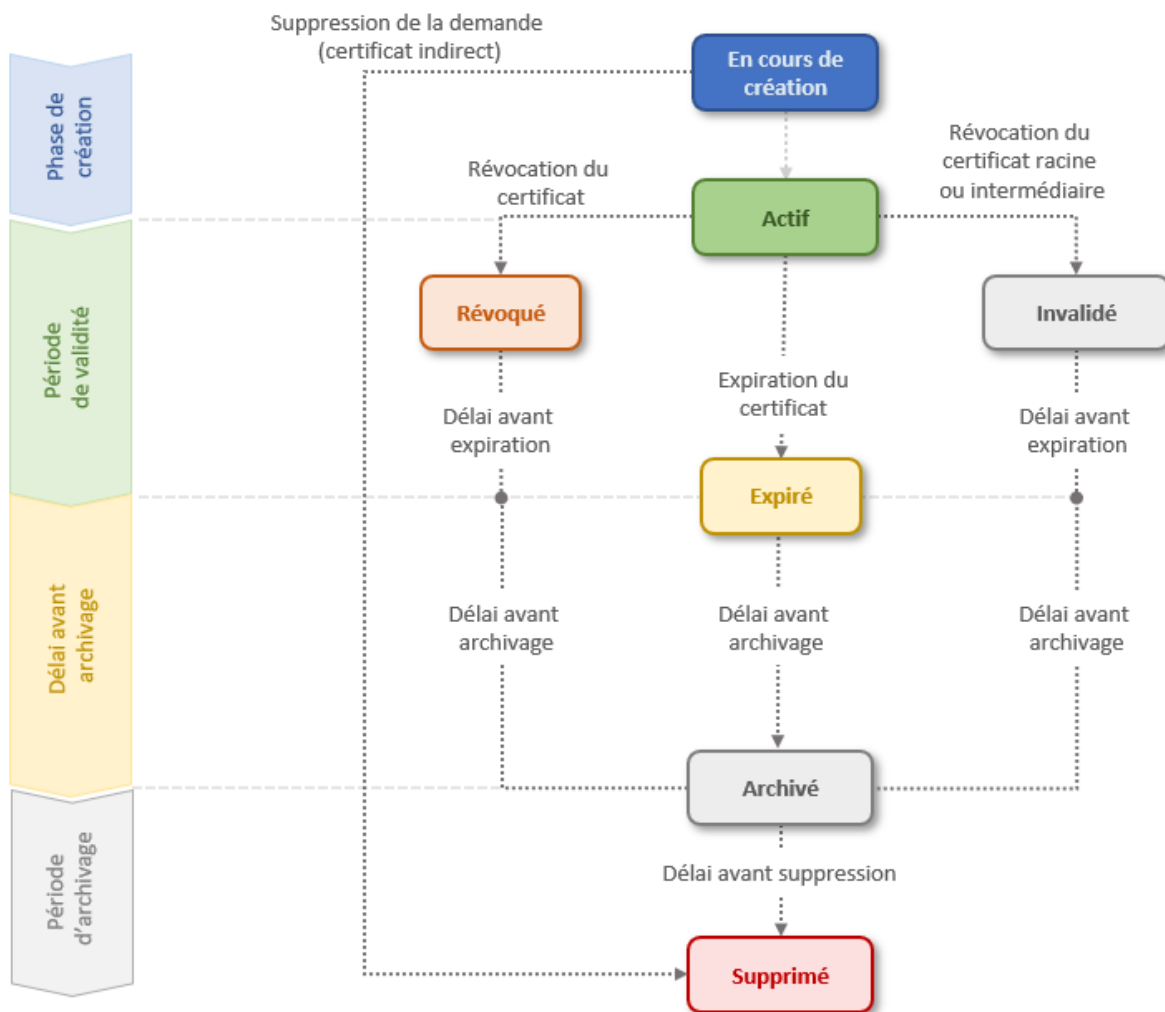 Suppression de la demande
(certificat indirect)
En cours de
création
Phase de
création
Révocation du
certificat racine
ou intermédiaire
Révocation du
certificat
Actif
Révoqué
Invalidé
Période
de validité
Expiration du
certificat
Délai avant
expiration
Délai avant
expiration
Expiré
Délai avant
archivage
Délai avant
archivage
Délai avant
archivage
Délai avant
archivage
Archivé
Période
d'archivage
Délai avant suppression
Supprimé